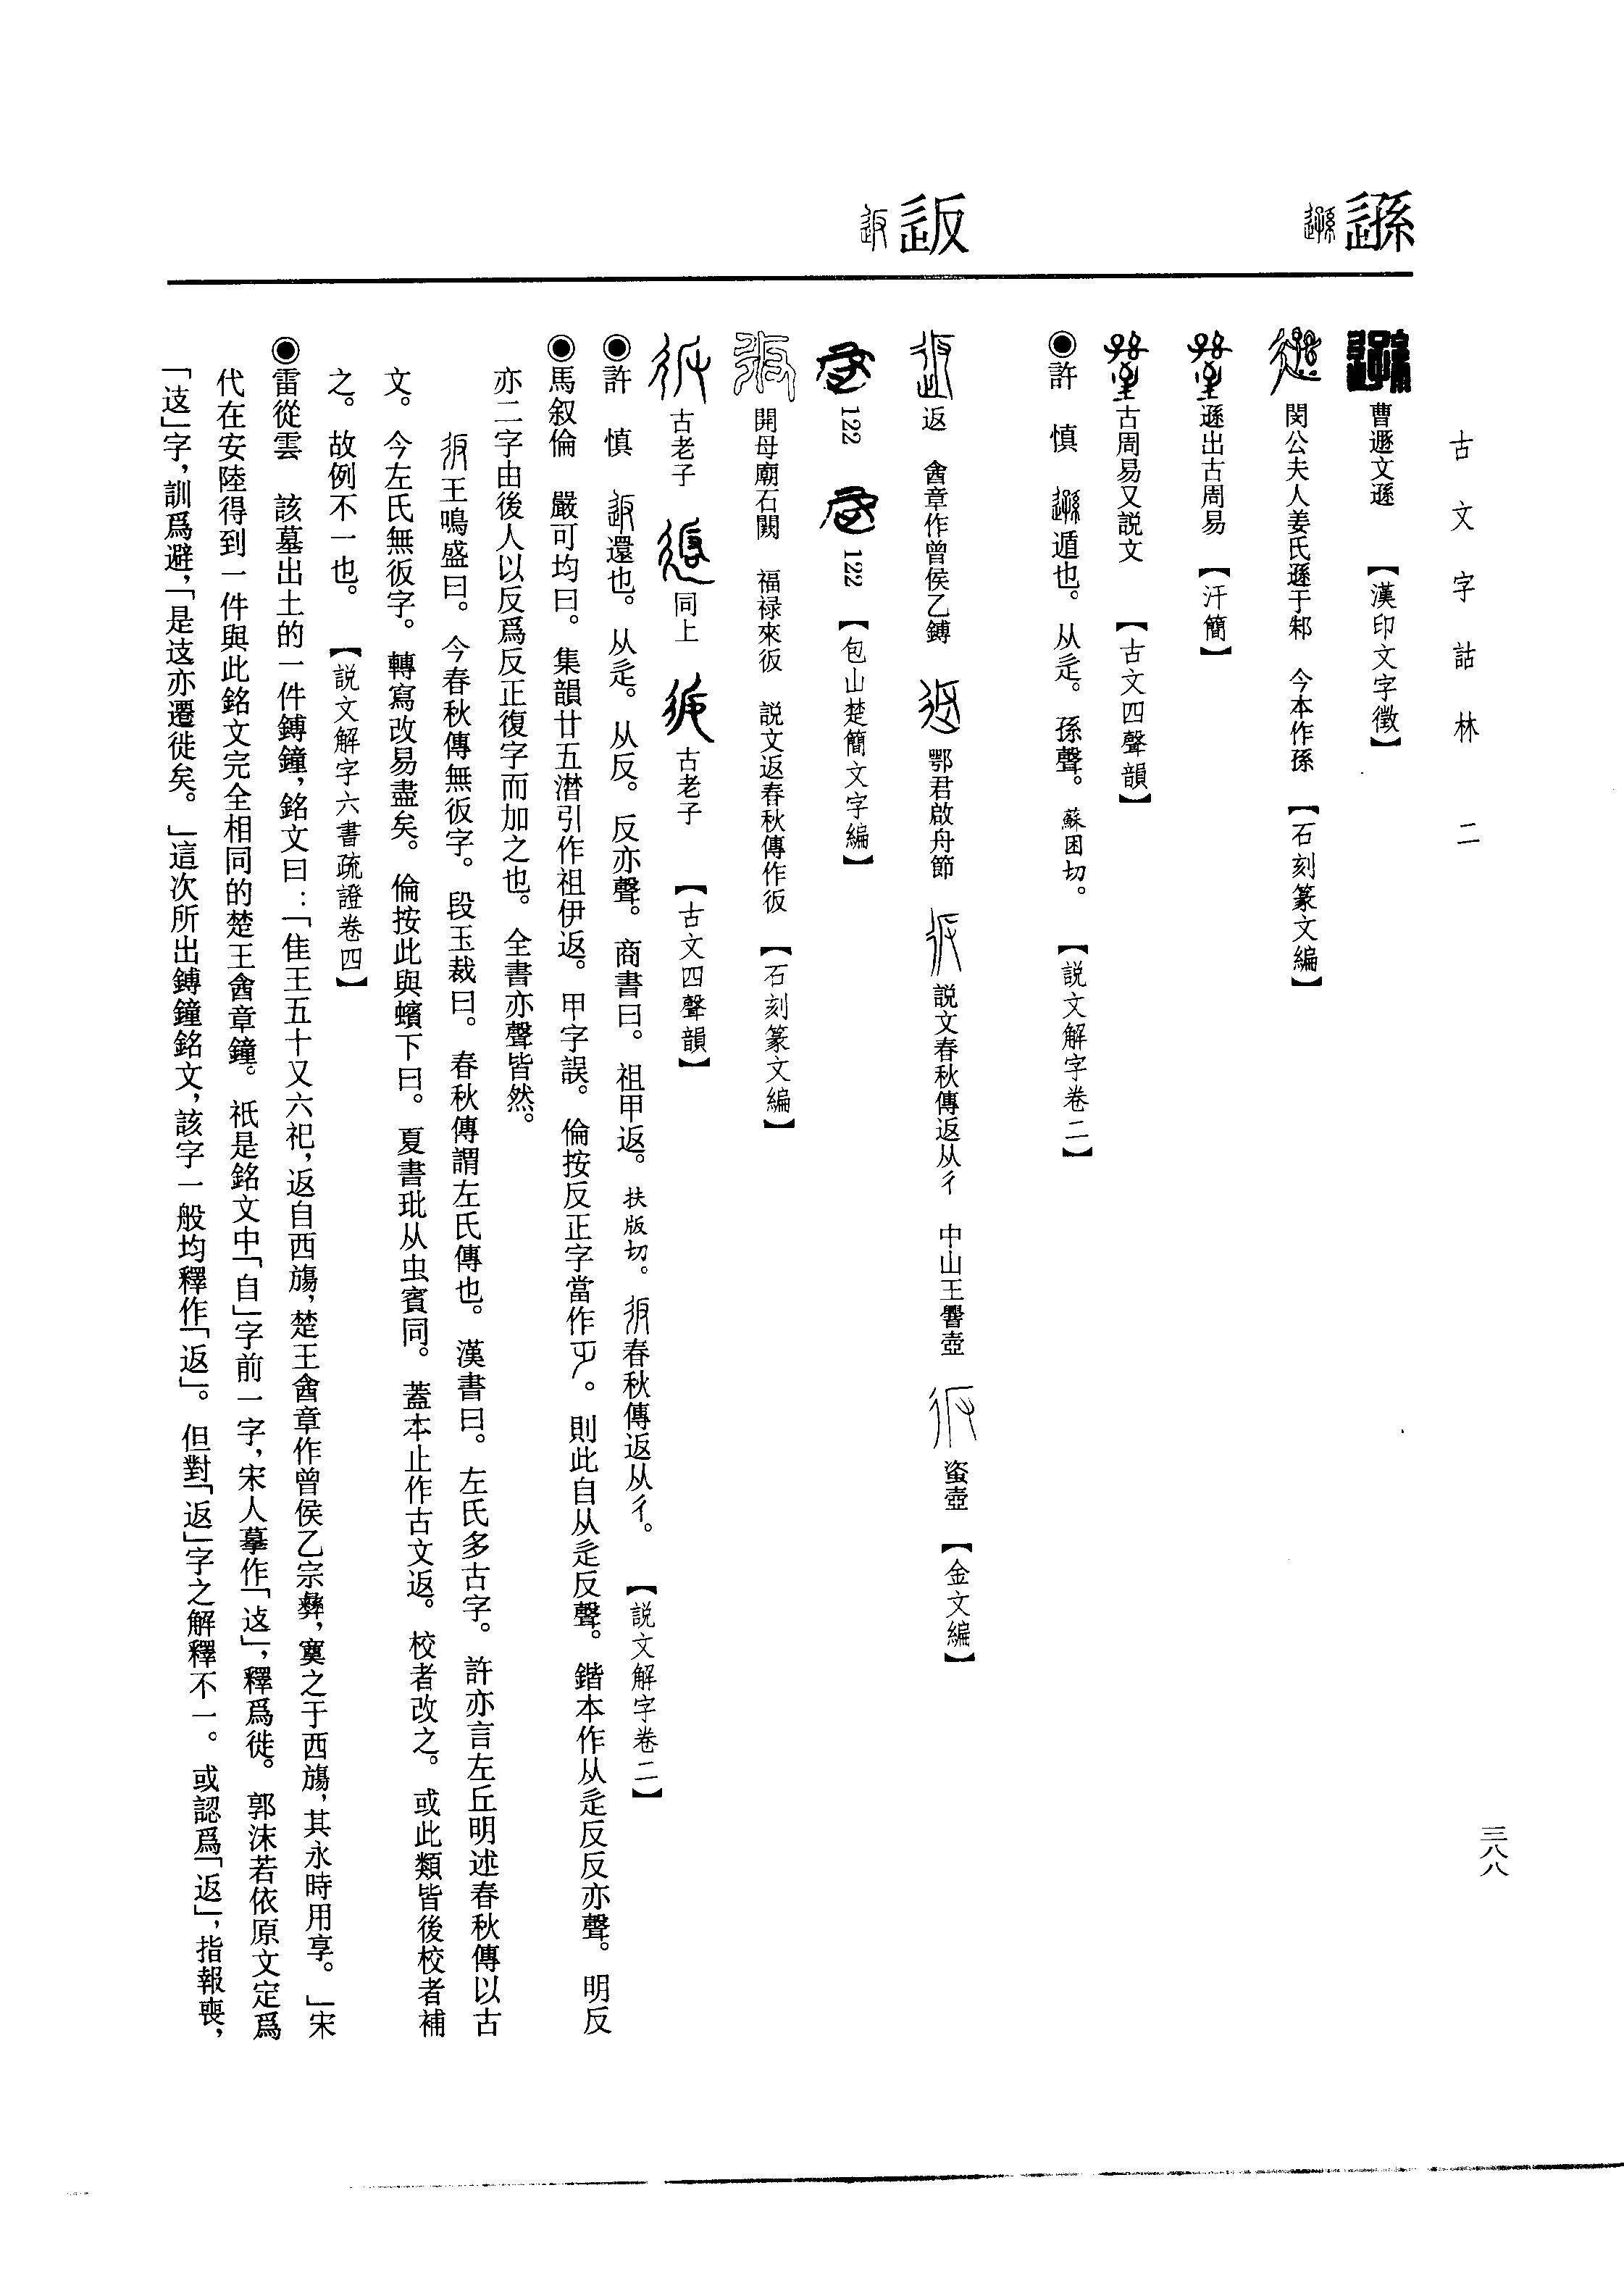 古文字詁林 二
三八八
遜
曹遯文遜 【漢印文字徵】
閔公夫人姜氏遜于邾 今本作孫 【石刻篆文編】
遜出古周易 【汗簡】
古周易又説文 【古文四聲韻】
◉許 慎 遁也。从辵。孫聲。蘇困切。 【説文解字卷二】
返
返 酓章作曾侯乙鎛 鄂君啟舟節 説文春秋傳返从彳 中山王壺 盗壺 【金文編】
122 122 【包山楚簡文字編】
開母廟石闕 福禄來彶 説文返春秋傳作彶 【石刻篆文編】
古老子 同上 古老子 【古文四聲韻】
◉許 慎 還也。从辵。从反。反亦聲。商書曰。祖甲返。扶版切。春秋傳返从彳。 【説文解字卷二】
◉馬叙倫 嚴可均曰。集韻廿五潸引作祖伊返。甲字誤。倫按反正字當作。則此自从辵反聲。鍇本作从辵反反亦聲。明反
亦二字由後人以反爲反正復字而加之也。全書亦聲皆然。
王鳴盛曰。今春秋傳無仮字。段玉裁曰。春秋傳謂左氏傳也。漢書曰。左氏多古字。許亦言左丘明述春秋傳以古
文。今左氏無仮字。轉寫改易盡矣。倫按此與蠙下曰。夏書玭从虫賓同。蓋本止作古文返。校者改之。或此類皆後校者補
之。故例不一也。 【説文解字六書疏證卷四】
◉雷從雲 該墓出土的一件鎛鐘，銘文曰：「隹王五十又六祀，返自西㾗，楚王酓章作曾侯乙宗彝，奠之于西㾗，其永時用享。」宋
代在安陸得到一件與此銘文完全相同的楚王酓章鐘。祇是銘文中「自」字前一字，宋人摹作「这」，釋爲徙。郭沫若依原文定爲
「𨒂」字，訓爲避，「是𨒂亦遷徙矣。」這次所出鎛鐘銘文，該字一般均釋作「返」。但對「返」字之解釋不一。或認爲「返」，指報喪，